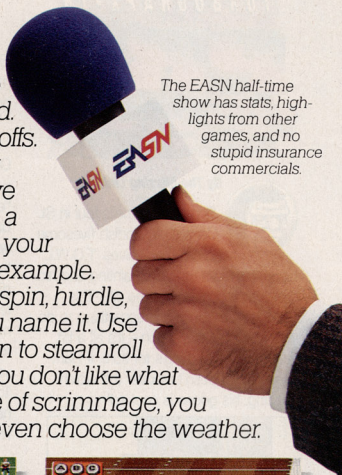 The EASN half-time
show has stats, high-
lights from other
games, and no
stupid insurance
commercials.
EASN
EASN
d.
offs.
ve
a
your
example.
spin, hurdle,
name it. Use
to steamroll
ou don't like what
of scrimmage, you
even choose the weather.
A B C